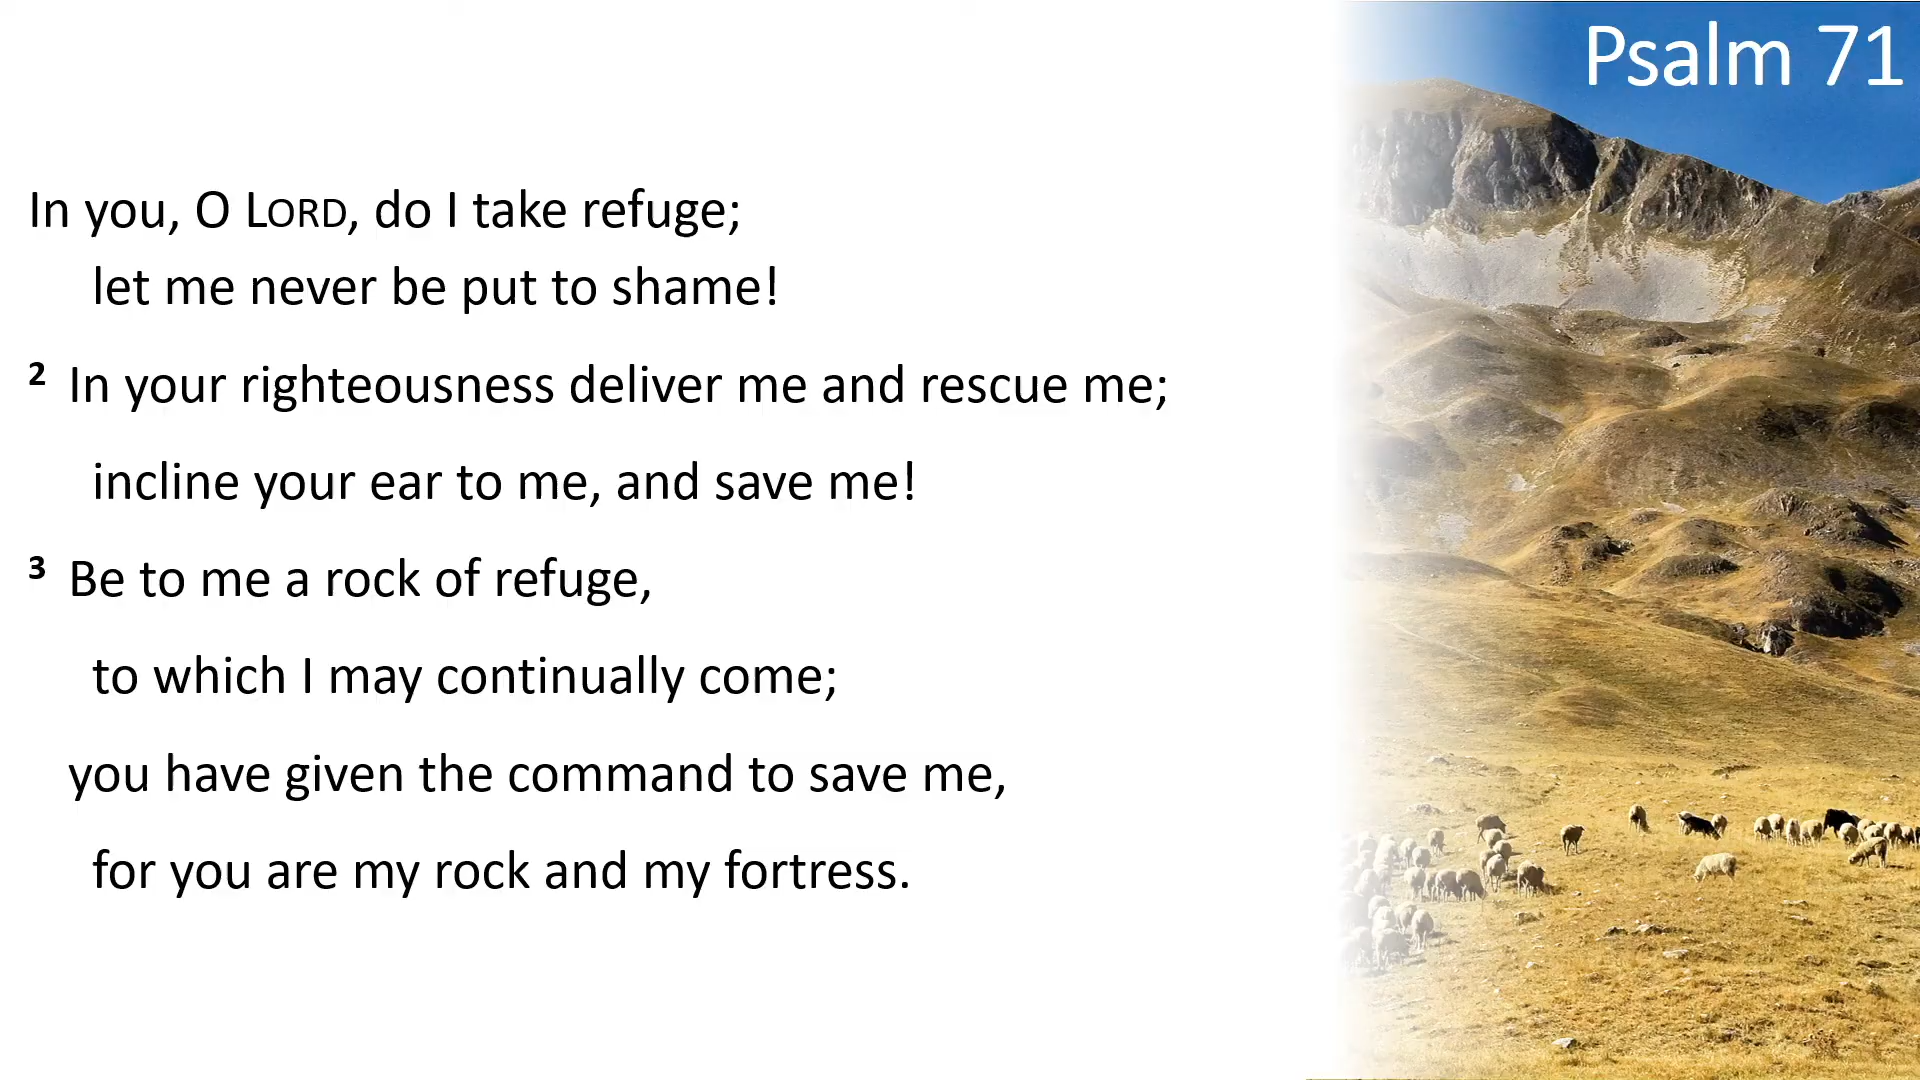 Psalm 71
In you, O LORD, do I take refuge;
let me never be put to shame!
2 In your righteousness deliver me and rescue me;
incline your ear to me, and save me!
3 Be to me a rock of refuge,
to which I may continually come;
you have given the command to save me,
for you are my rock and my fortress.